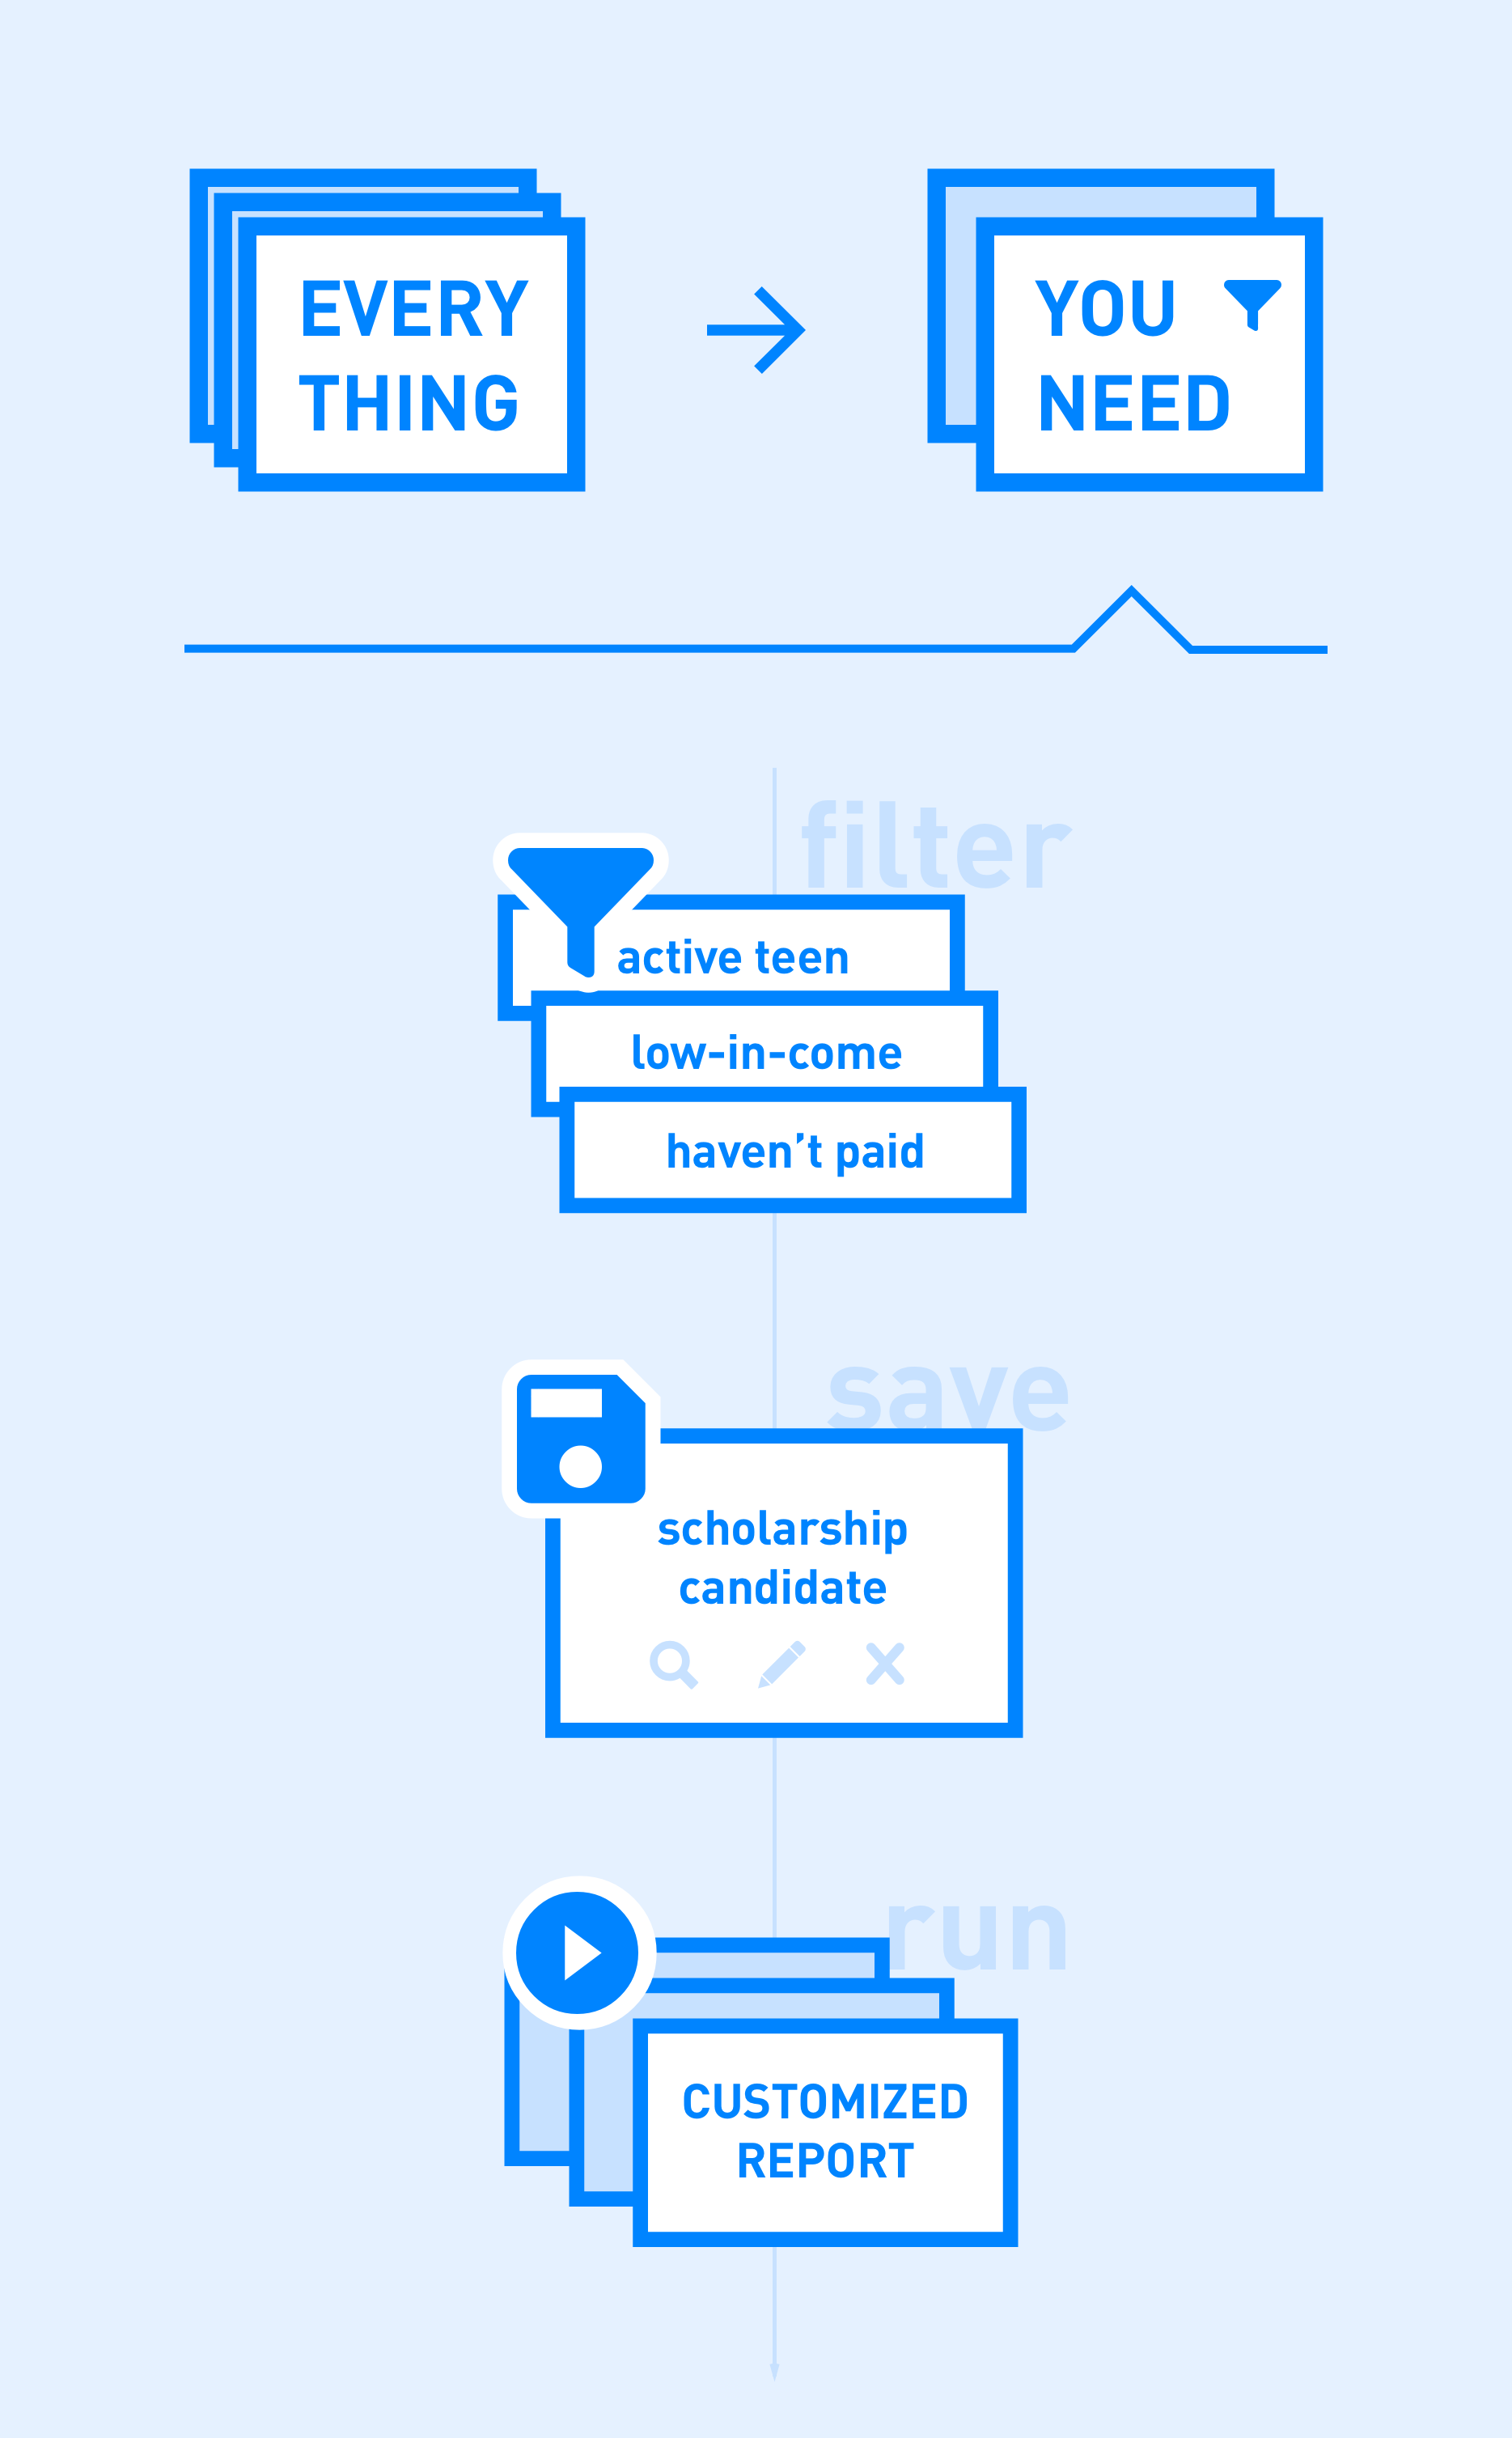 EVERY
THING
YOU
NEED
filter
active teen
low-in-come
haven’t paid
save
scholarship
candidate
run
CUSTOMIZED
REPORT